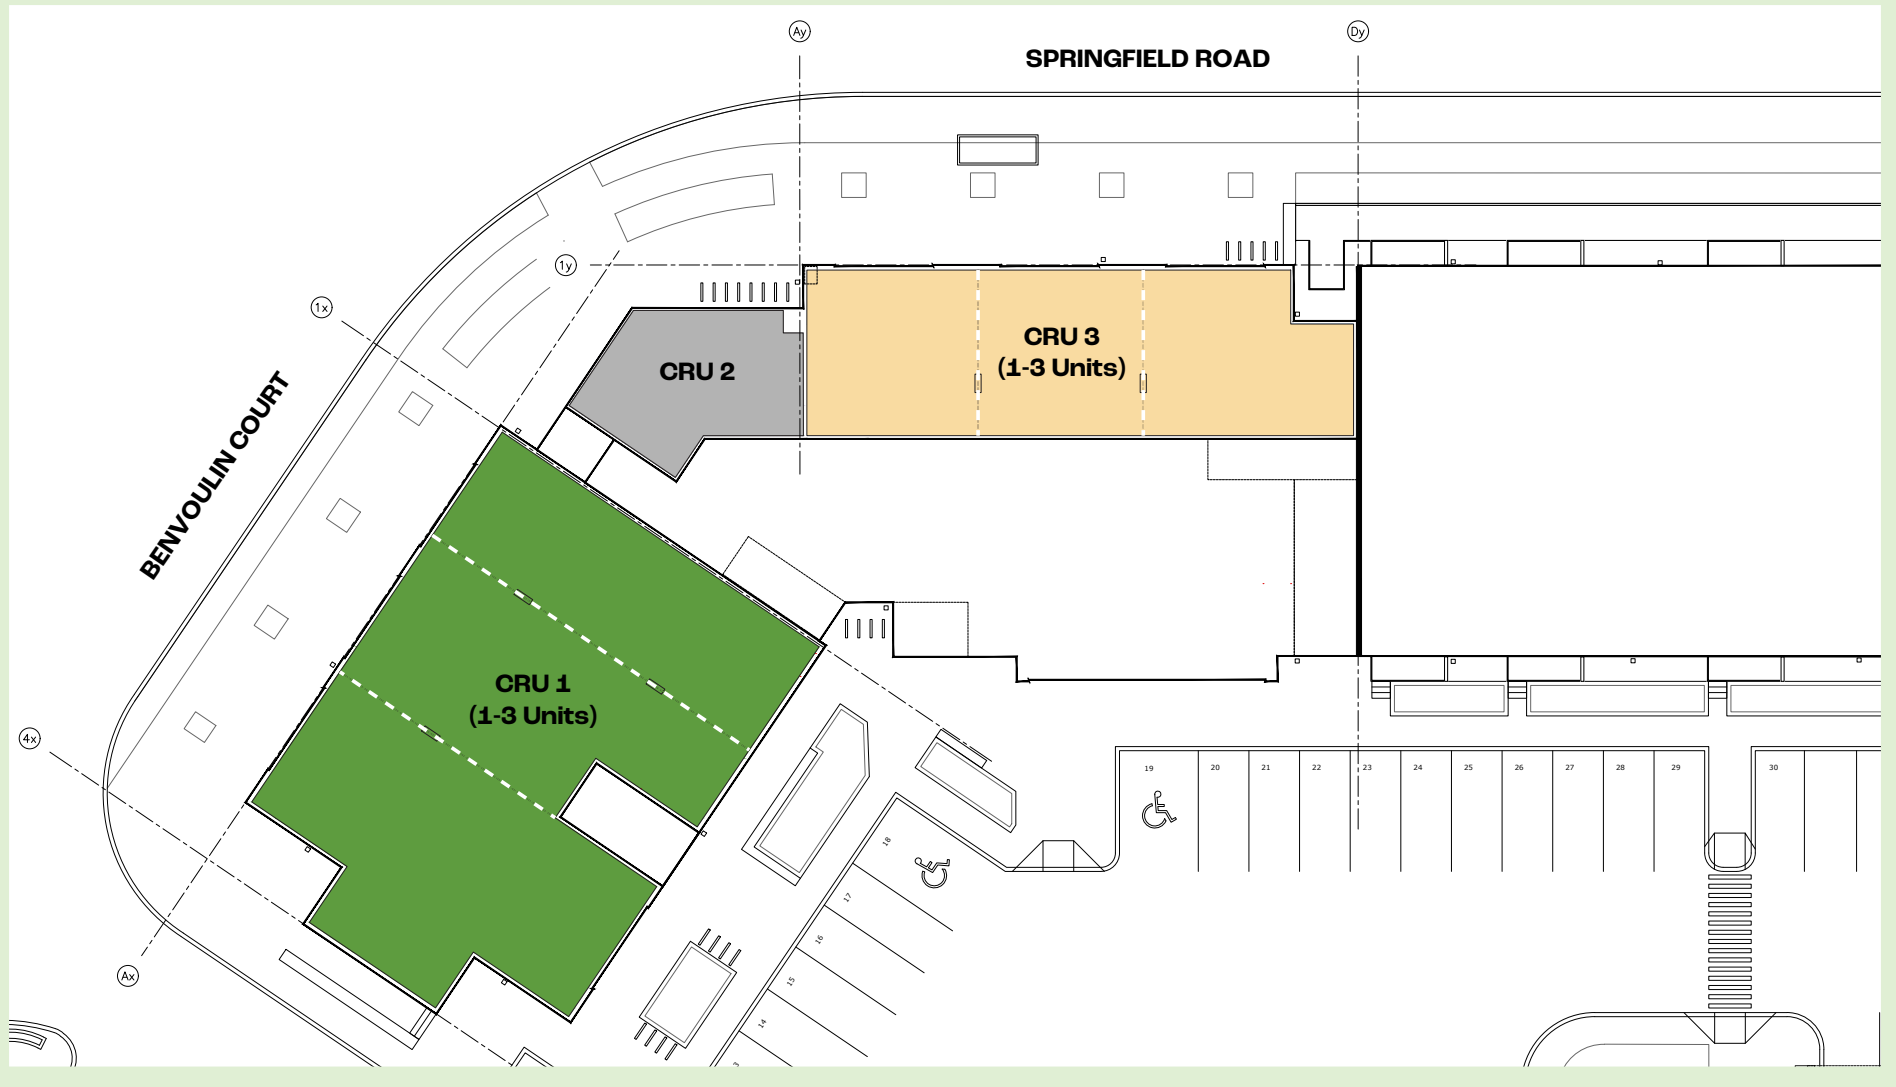 Ay
Dy
SPRINGFIELD ROAD
1y
1x
CRU 2
CRU 3
(1-3 Units)
BENVOULIN COURT
CRU 1
(1-3 Units)
4x
Ax
19
20
21
22
23
24
25
26
27
28
29
30
18
17
16
15
14